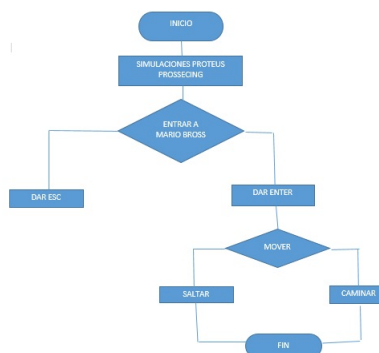 INICIO
SIMULACIONES PROTEUS
PROSSECING
ENTRAR A
MARIO BROSS
DAR ESC
DAR ENTER
MOVER
SALTAR
CAMINAR
FIN